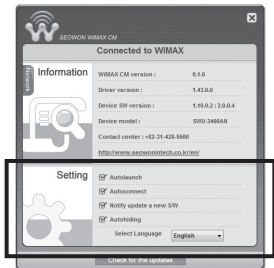 SEOWON WiMAX CM
Connected to WiMAX
Network
Information
WiMAX CM version : 0.1.6
Driver version : 1.43.0.0
Device SW version : 1.10.0.2 : 2.0.0.4
Device model : SWU-3400AN
Contact center : +82-31-428-9500
http://www.seowonintech.co.kr/en/
Setting
Autolaunch
Autoconnect
Notify update a new S/W
Autohiding
Select Language English
Check for the updates